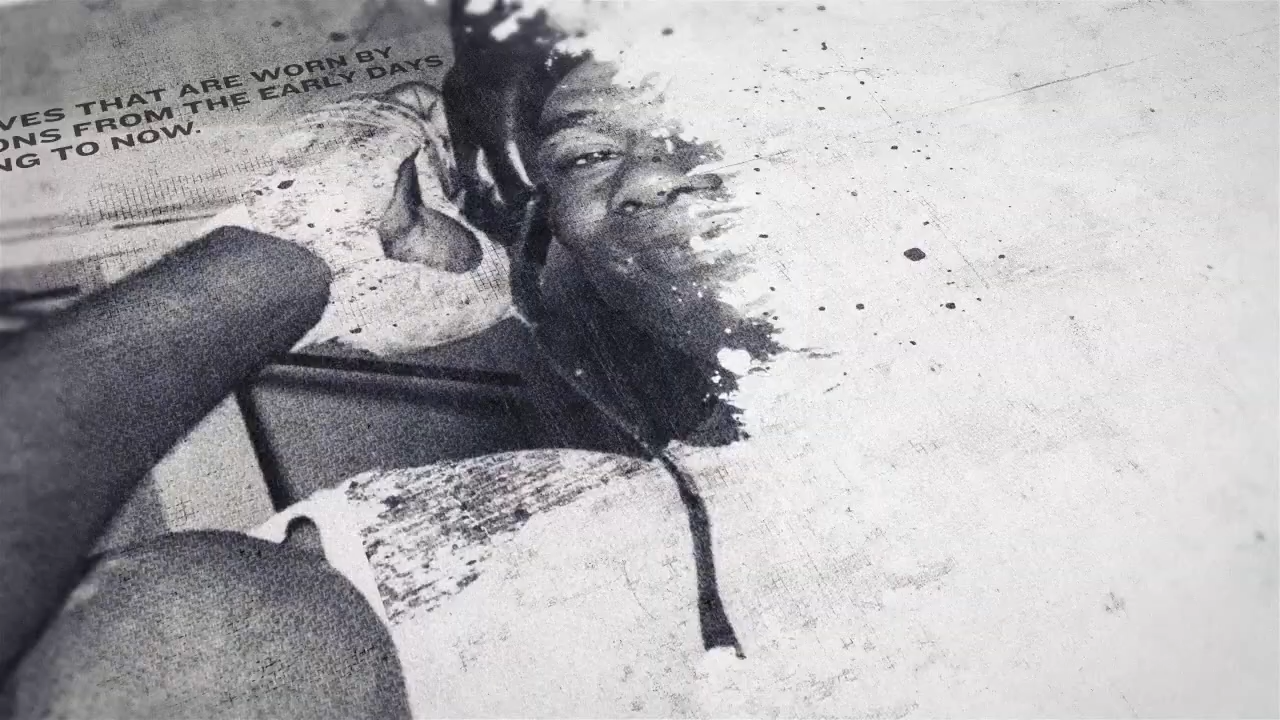 VES THAT ARE WORN BY
ONS FROM THE EARLY DAYS
NG TO NOW.